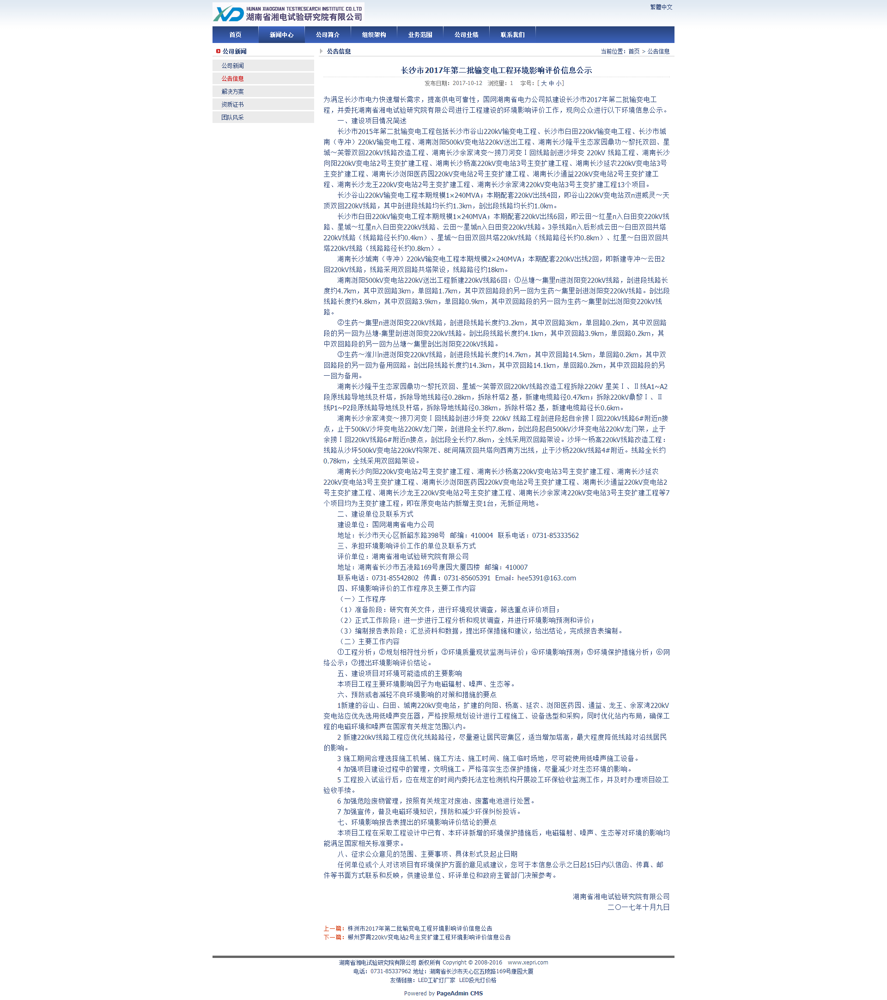 HUNAN XIAOGDIAN TESTRESEARCH INSTITUTE CO.LTD
湖南省湘电试验研究院有限公司
繁體中文
首页 新闻中心 公司简介 组织架构 业务范围 公司业绩 联系我们
公司新闻
公司新闻
公告信息
解决方案
资质证书
团队风采
公告信息 当前位置：首页 > 公告信息
长沙市2017年第二批输变电工程环境影响评价信息公示
发布日期：2017-10-12 浏览量：1 字号：[ 大 中 小]
为满足长沙市电力快速增长需求，提高供电可靠性，国网湖南省电力公司拟建设长沙市2017年第二批输变电工
程，并委托湖南省湘电试验研究院有限公司进行工程建设的环境影响评价工作，现向公众进行以下环境信息公示。
一、建设项目情况简述
长沙市2015年第二批输变电工程包括长沙市谷山220kV输变电工程、长沙市白田220kV输变电工程、长沙市城
南（寺冲）220kV输变电工程、湖南浏阳500kV变电站220kV送出工程、湖南长沙隆平生态家园鼎功～黎托双回、星
城～芙蓉双回220kV线路改造工程、湖南长沙余家湾变～捞刀河变Ⅰ回线路剖进沙坪变 220kV 线路工程、湖南长沙
向阳220kV变电站2号主变扩建工程、湖南长沙杨高220kV变电站3号主变扩建工程、湖南长沙延农220kV变电站3号
主变扩建工程、湖南长沙浏阳医药园220kV变电站2号主变扩建工程、湖南长沙通益220kV变电站2号主变扩建工
程、湖南长沙龙王220kV变电站2号主变扩建工程、湖南长沙余家湾220kV变电站3号主变扩建工程13个项目。
长沙谷山220kV输变电工程本期规模1×240MVA；本期配套220kV出线4回，即谷山220kV变电站双п进威灵～天
顶双回220kV线路，其中剖进段线路均长约1.3km，剖出段线路均长约1.0km。
长沙市白田220kV输变电工程本期规模1×240MVA；本期配套220kV出线6回，即云田～红星п入白田变220kV线
路、星城～红星п入白田变220kV线路、云田～星城п入白田变220kV线路。3条线路п入后形成云田～白田双回共塔
220kV线路（线路路径长约0.4km）、星城～白田双回共塔220kV线路（线路路径长约0.8km）、红星～白田双回共
塔220kV线路（线路路径长约0.8km）。
湖南长沙城南（寺冲）220kV输变电工程本期规模2×240MVA；本期配套220kV出线2回，即新建寺冲～云田2
回220kV线路，线路采用双回路共塔架设，线路路径约18km。
湖南浏阳500kV变电站220kV送出工程新建220kV线路6回：①丛塘～集里п进浏阳变220kV线路，剖进段线路长
度约4.7km，其中双回路3km，单回路1.7km，其中双回路段的另一回为生药～集里剖进浏阳变220kV线路。剖出段
线路长度约4.8km，其中双回路3.9km，单回路0.9km，其中双回路段的另一回为生药～集里剖出浏阳变220kV线
路。
②生药～集里п进浏阳变220kV线路，剖进段线路长度约3.2km，其中双回路3km，单回路0.2km，其中双回路
段的另一回为丛塘-集里剖进浏阳变220kV线路。剖出段线路长度约4.1km，其中双回路3.9km，单回路0.2km，其
中双回路段的另一回为丛塘～集里剖出浏阳变220kV线路。
③生药～淮川п进浏阳变220kV线路，剖进段线路长度约14.7km，其中双回路14.5km，单回路0.2km，其中双
回路段的另一回为备用回路。剖出段线路长度约14.3km，其中双回路14.1km，单回路0.2km，其中双回路段的另
一回为备用。
湖南长沙隆平生态家园鼎功～黎托双回、星城～芙蓉双回220kV线路改造工程拆除220kV 星芙Ⅰ、Ⅱ线A1~A2
段原线路导地线及杆塔，拆除导地线路径0.28km，拆除杆塔2 基，新建电缆路径0.47km；拆除220kV鼎黎Ⅰ、Ⅱ
线P1~P2段原线路导地线及杆塔，拆除导地线路径0.38km，拆除杆塔2 基，新建电缆路径长0.6km。
湖南长沙余家湾变～捞刀河变Ⅰ回线路剖进沙坪变 220kV 线路工程剖进段起自余捞Ⅰ回220kV线路6#附近п接
点，止于500kV沙坪变电站220kV龙门架，剖进段全长约7.8km，剖出段起自500kV沙坪变电站220kV龙门架，止于
余捞Ⅰ回220kV线路6#附近п接点，剖出段全长约7.8km，全线采用双回路架设。沙坪～杨高220kV线路改造工程：
线路从沙坪500kV变电站220kV构架7E、8E间隔双回共塔向西南方出线，止于沙杨220kV线路4#附近。线路全长约
0.78km，全线采用双回路架设。
湖南长沙向阳220kV变电站2号主变扩建工程、湖南长沙杨高220kV变电站3号主变扩建工程、湖南长沙延农
220kV变电站3号主变扩建工程、湖南长沙浏阳医药园220kV变电站2号主变扩建工程、湖南长沙通益220kV变电站2
号主变扩建工程、湖南长沙龙王220kV变电站2号主变扩建工程、湖南长沙余家湾220kV变电站3号主变扩建工程等7
个项目均为主变扩建工程，即在原变电站内新增主变1台，无新征用地。
二、建设单位及联系方式
建设单位：国网湖南省电力公司
地址：长沙市天心区新韶东路398号 邮编：410004 联系电话：0731-85333562
三、承担环境影响评价工作的单位及联系方式
评价单位：湖南省湘电试验研究院有限公司
地址：湖南省长沙市五凌路169号康园大厦四楼 邮编：410007
联系电话：0731-85542802 传真：0731-85605391 Email：hee5391@163.com
四、环境影响评价的工作程序及主要工作内容
（一）工作程序
（1）准备阶段：研究有关文件，进行环境现状调查，筛选重点评价项目；
（2）正式工作阶段：进一步进行工程分析和现状调查，并进行环境影响预测和评价；
（3）编制报告表阶段：汇总资料和数据，提出环保措施和建议，给出结论，完成报告表编制。
（二）主要工作内容
①工程分析；②规划相符性分析；③环境质量现状监测与评价；④环境影响预测；⑤环境保护措施分析；⑥网
络公示；⑦提出环境影响评价结论。
五、建设项目对环境可能造成的主要影响
本项目工程主要环境影响因子为电磁辐射、噪声、生态等。
六、预防或者减轻不良环境影响的对策和措施的要点
1新建的谷山、白田、城南220kV变电站，扩建的向阳、杨高、延农、浏阳医药园、通益、龙王、余家湾220kV
变电站应优先选用低噪声变压器，严格按照规划设计进行工程施工、设备选型和采购，同时优化站内布局，确保工
程的电磁环境和噪声在国家有关规定范围以内。
2 新建220kV线路工程应优化线路路径，尽量避让居民密集区，适当增加塔高，最大程度降低线路对沿线居民
的影响。
3 施工期间合理选择施工机械、施工方法、施工时间、施工临时场地，尽可能使用低噪声施工设备。
4 加强项目建设过程中的管理，文明施工。严格落实生态保护措施，尽量减少对生态环境的影响。
5 工程投入试运行后，应在规定的时间内委托法定检测机构开展竣工环保验收监测工作，并及时办理项目竣工
验收手续。
6 加强危险废物管理，按照有关规定对废油、废蓄电池进行处置。
7 加强宣传，普及电磁环境知识，预防和减少环保纠纷投诉。
七、环境影响报告表提出的环境影响评价结论的要点
本项目工程在采取工程设计中已有、本环评新增的环境保护措施后，电磁辐射、噪声、生态等对环境的影响均
能满足国家相关标准要求。
八、征求公众意见的范围、主要事项、具体形式及起止日期
任何单位或个人对该项目有环境保护方面的意见或建议，您可于本信息公示之日起15日内以信函、传真、邮
件等书面方式联系和反映，供建设单位、环评单位和政府主管部门决策参考。
湖南省湘电试验研究院有限公司
二〇一七年十月九日
上一篇：株洲市2017年第二批输变电工程环境影响评价信息公告
下一篇：郴州罗霄220kV变电站2号主变扩建工程环境影响评价信息公告
湖南省湘电试验研究院有限公司 版权所有 Copyright © 2008-2016 www.xepri.com
电话：0731-85337962 地址：湖南省长沙市天心区五陵路169号康园大厦
友情链接：LED工矿灯厂家 LED投光灯价格
Powered by PageAdmin CMS